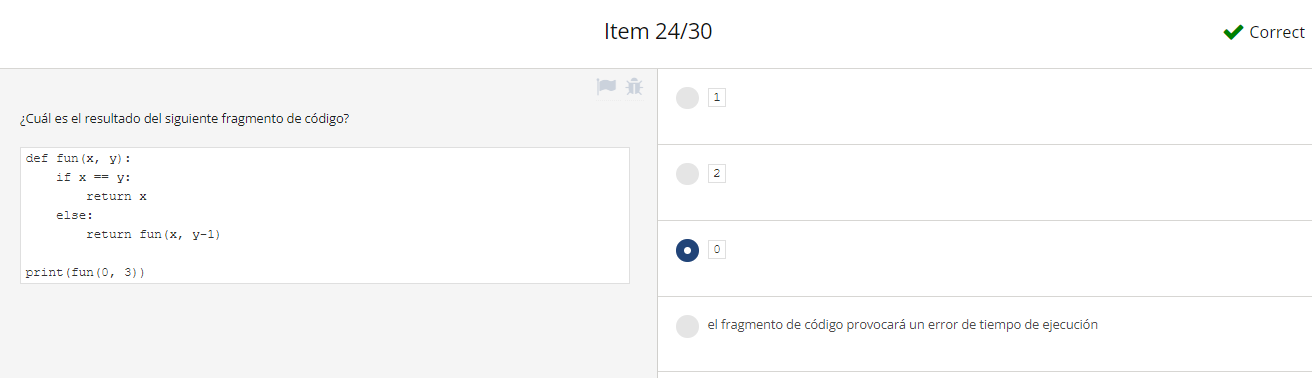 Item 24/30
Correct
¿Cuál es el resultado del siguiente fragmento de código?
def fun(x, y):
    if x == y:
        return x
    else:
        return fun(x, y-1)

print(fun(0, 3))
1
2
0
el fragmento de código provocará un error de tiempo de ejecución